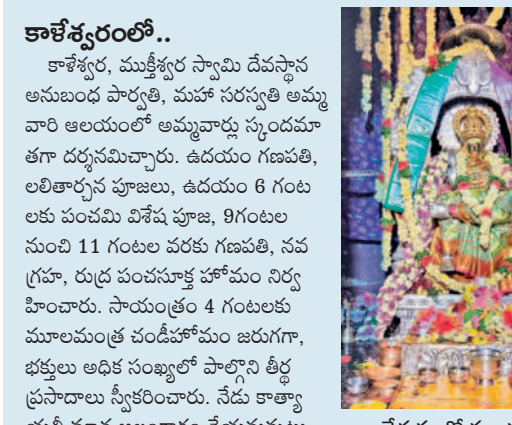 కాళేశ్వరంలో..
కాళేశ్వర, ముక్తీశ్వర స్వామి దేవస్థాన
అనుబంధ పార్వతి, మహా సరస్వతి అమ్మ
వారి ఆలయంలో అమ్మవార్లు స్కందమా
తగా దర్శనమిచ్చారు. ఉదయం గణపతి,
లలితార్చన పూజలు, ఉదయం 6 గంట
లకు పంచమి విశేష పూజ, 9గంటల
నుంచి 11 గంటల వరకు గణపతి, నవ
గ్రహ, రుద్ర పంచసూక్త హోమం నిర్వ
హించారు. సాయంత్రం 4 గంటలకు
మూలమంత్ర చండీహోమం జరుగగా,
భక్తులు అధిక సంఖ్యలో పాల్గొని తీర్థ
ప్రసాదాలు స్వీకరించారు. నేడు కాత్యా